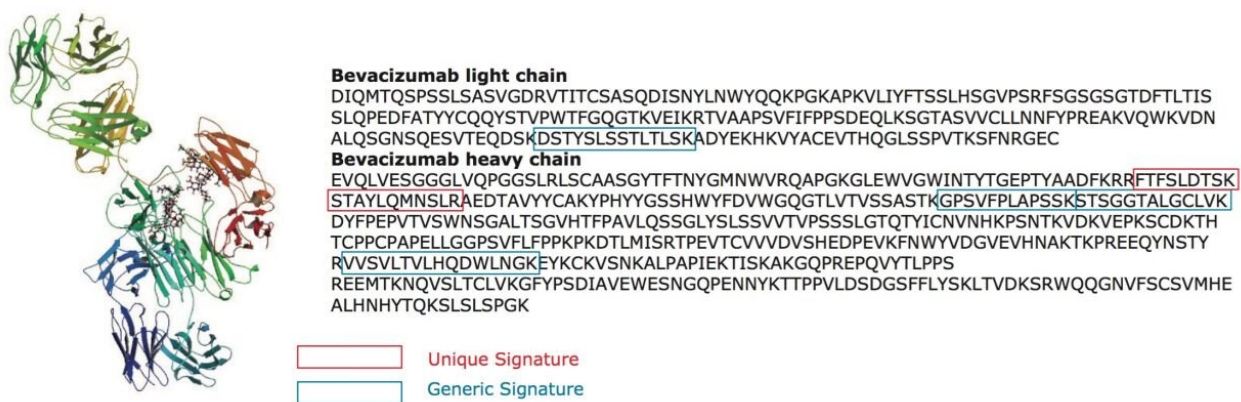 Bevacizumab light chain
DIQMTQSPSSLSASVGDRVTITCSASQDISNYLNWYQQKPGKAPKVLIYFTSSLHSGVPSRFSGSGSGTDFTLTIS
SLQPEDFATYYCQQYSTVPWTFGQGTKVEIKRTVAAPSVFIFPPSDEQLKSGTASVVCLLNNFYPREAKVQWKVDN
ALQSGNSQESVTEQDSKDSTYSLSSTLTLSKADYEKHKVYACEVTHQGLSSPVTKSFNRGEC
Bevacizumab heavy chain
EVQLVESGGGLVQPGGSLRLSCAASGYTFTNYGMNWVRQAPGKGLEWVGWINTYTGEPTYAADFKRRFTFSLDTSK
STAYLQMNSLRAEDTAVYYCAKYPHYYGSSHWYFDVWGQGTLVTVSSASTKGPSVFPLAPSSKSTSGGTALGCLVK
DYFPEPVTVSWNSGALTSGVHTFPAVLQSSGLYSLSSVVTVPSSSLGTQTYICNVNHKPSNTKVDKVEPKSCDKTH
TCPPCPAPELLGGPSVFLFPPKPKDTLMISRTPEVTCVVVDVSHEDPEVKFNWYVDGVEVHNAKTKPREEQYNSTY
RVVSVLTVLHQDWLNGKEYKCKVSNKALPAPIEKTISKAKGQPREPQVYTLPPS
REEMTKNQVSLTCLVKGFYPSDIAVEWESNGQPENNYKTTPPVLDSDGSFFLYSKLTVDKSRWQQGNVFSCSVMHE
ALHNHYTQKSLSLSPGK
Unique Signature
Generic Signature